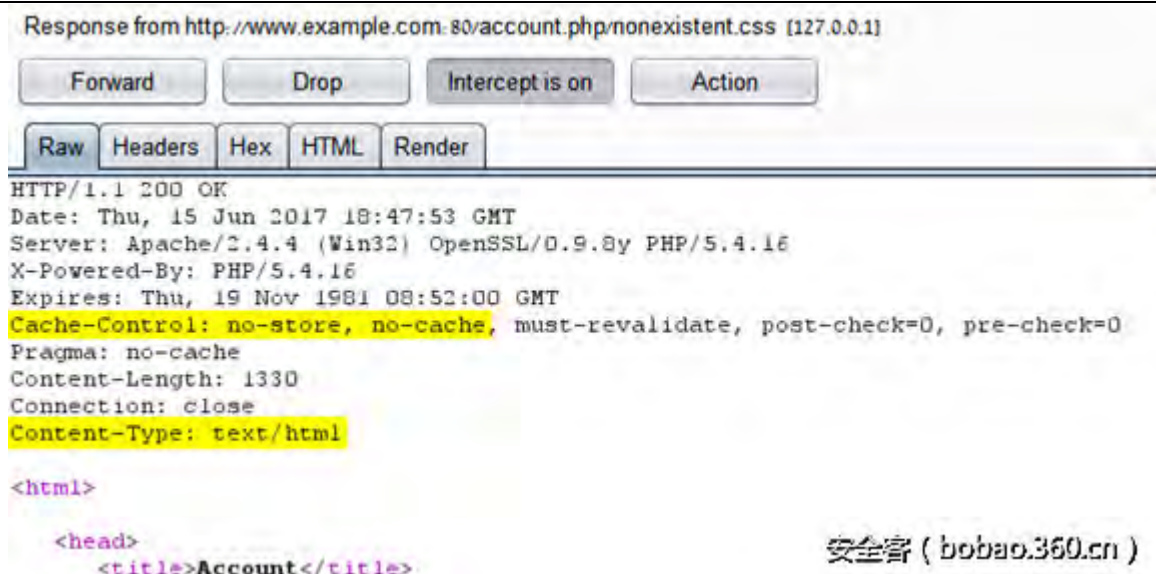 Response from http://www.example.com:80/account.php/nonexistent.css [127.0.0.1]
Forward Drop Intercept is on Action
Raw Headers Hex HTML Render
HTTP/1.1 200 OK
Date: Thu, 15 Jun 2017 18:47:53 GMT
Server: Apache/2.4.4 (Win32) OpenSSL/0.9.8y PHP/5.4.16
X-Powered-By: PHP/5.4.16
Expires: Thu, 19 Nov 1981 08:52:00 GMT
Cache-Control: no-store, no-cache, must-revalidate, post-check=0, pre-check=0
Pragma: no-cache
Content-Length: 1330
Connection: close
Content-Type: text/html
<html>
<head>
<title>Account</title>
安全客 ( bobao.360.cn )